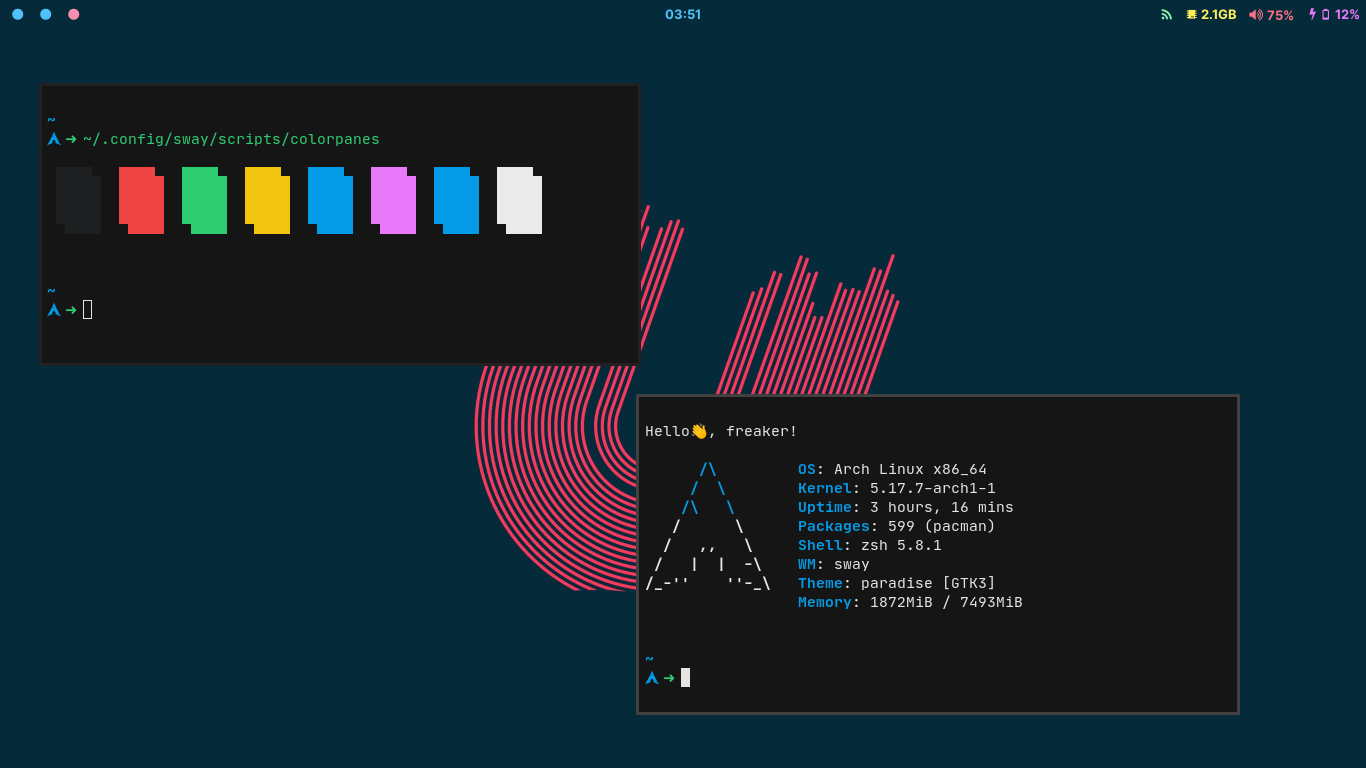 03:51
2.1GB 75% 12%
~
➜ ~/.config/sway/scripts/colorpanes
~
➜
Hello👋, freaker!
OS: Arch Linux x86_64
Kernel: 5.17.7-arch1-1
Uptime: 3 hours, 16 mins
Packages: 599 (pacman)
Shell: zsh 5.8.1
WM: sway
Theme: paradise [GTK3]
Memory: 1872MiB / 7493MiB
~
➜